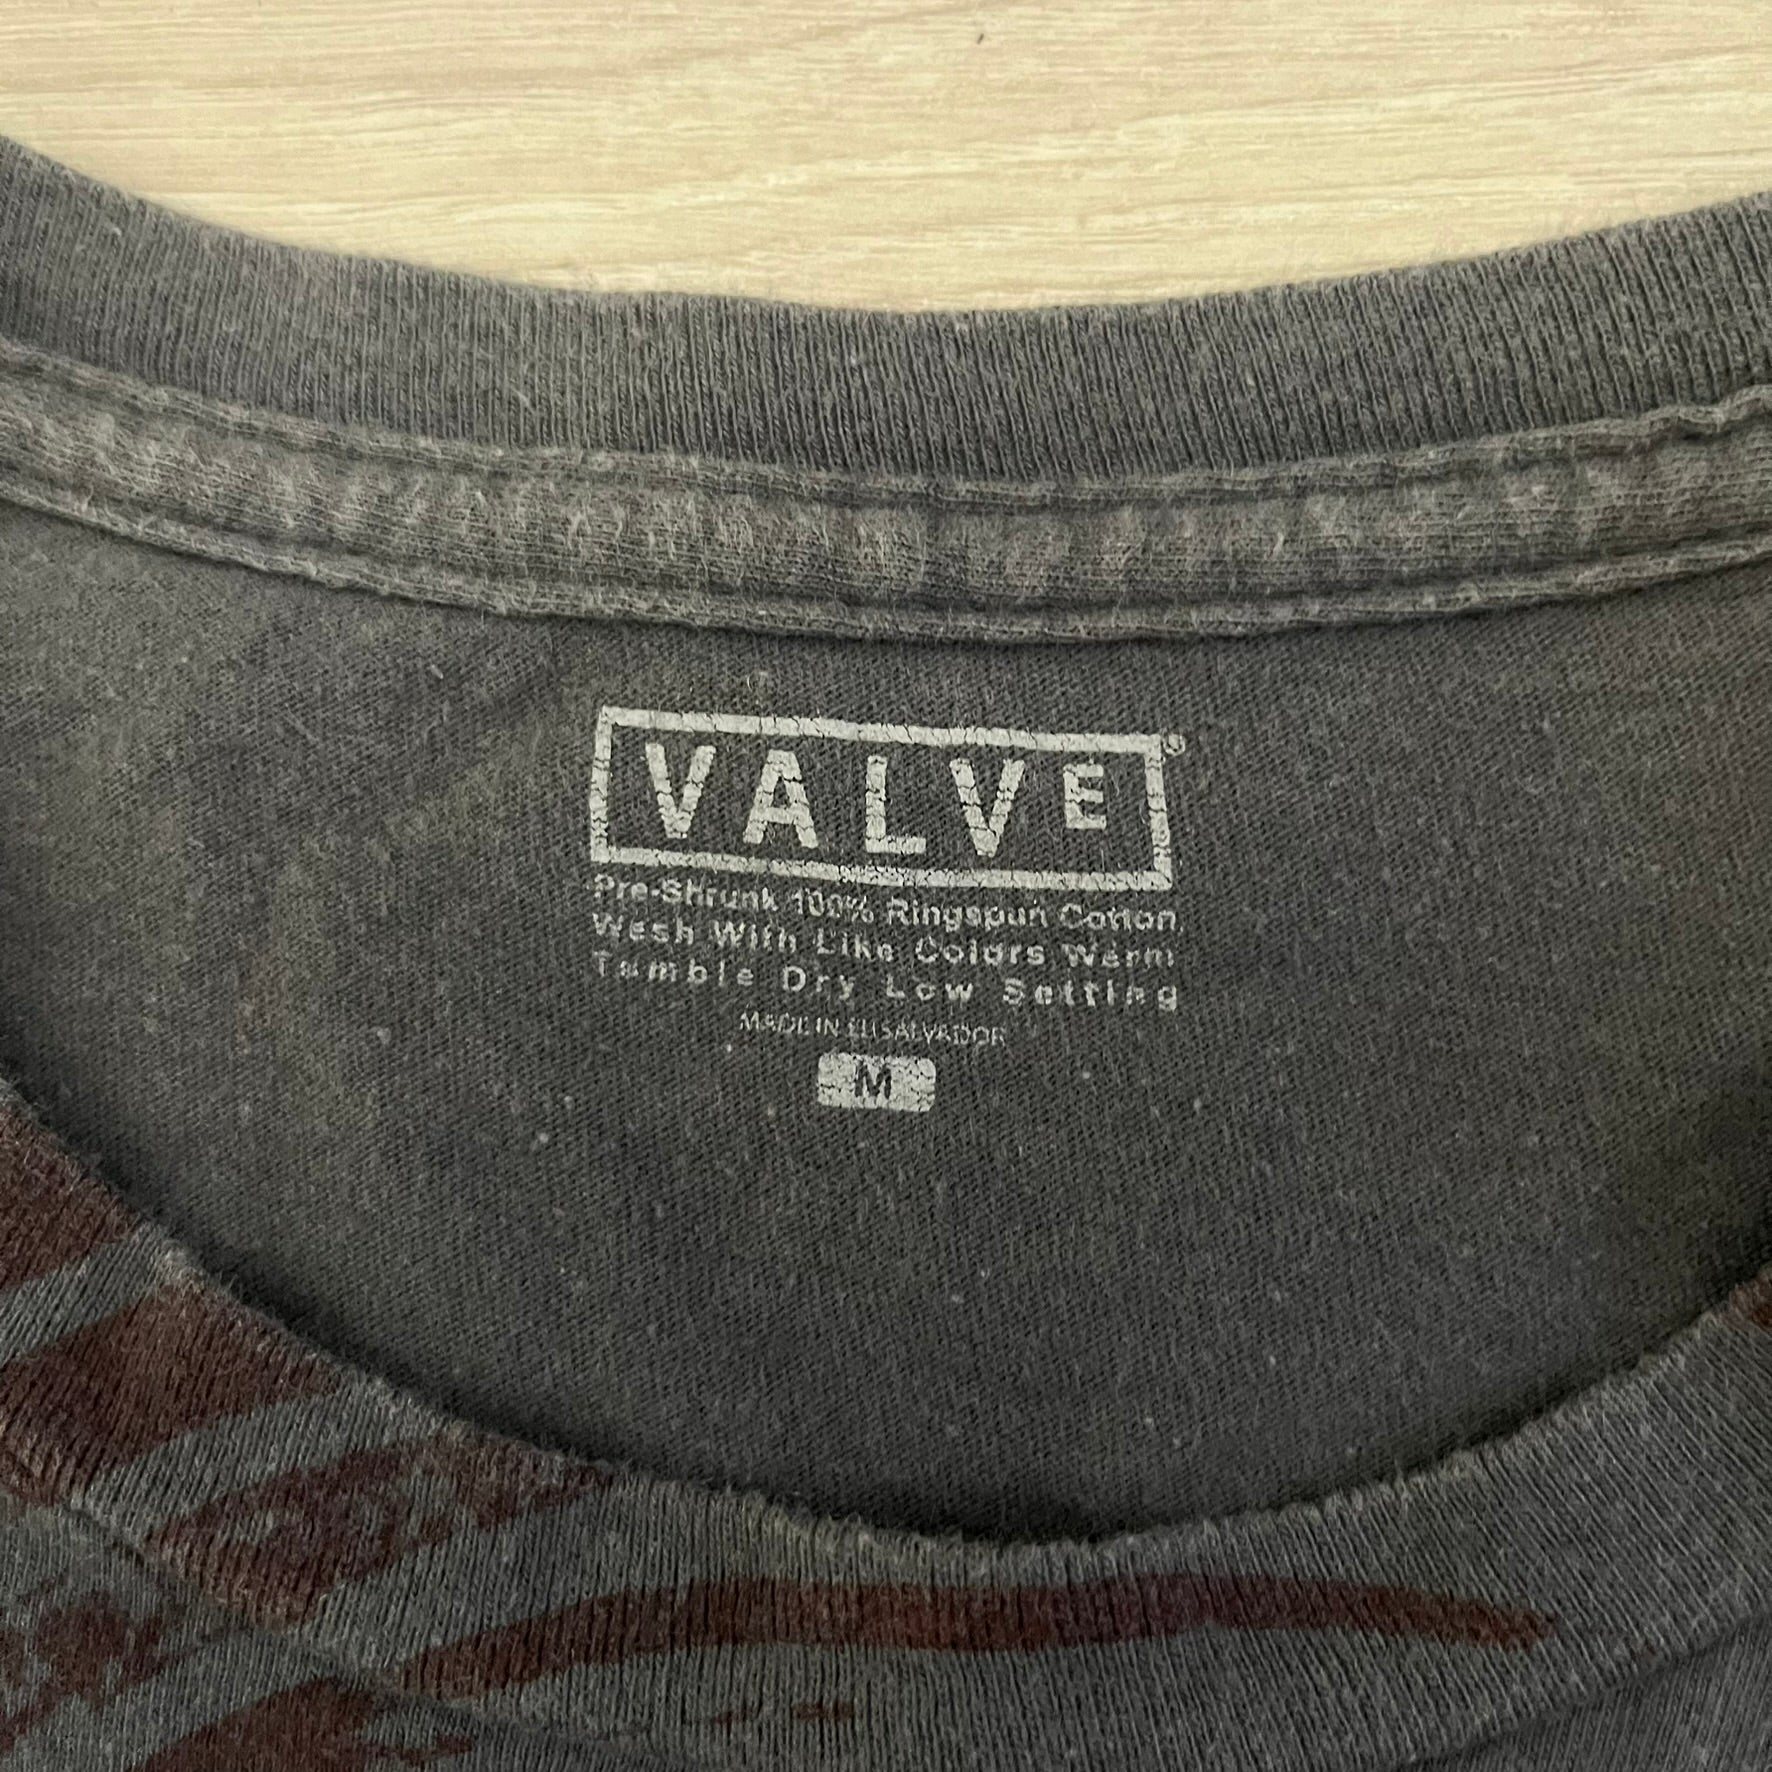 VALVE®
Pre-Shrunk 100% Ringspun Cotton.
Wash With Like Colors Warm
Tumble Dry Low Setting
MADE IN EL SALVADOR
M